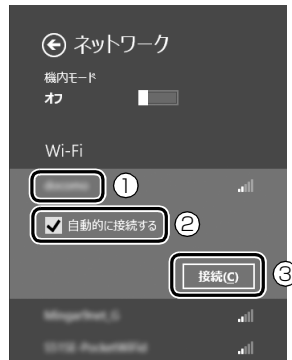 ネットワーク
機内モード
オフ
Wi-Fi
①
自動的に接続する ②
接続(C) ③